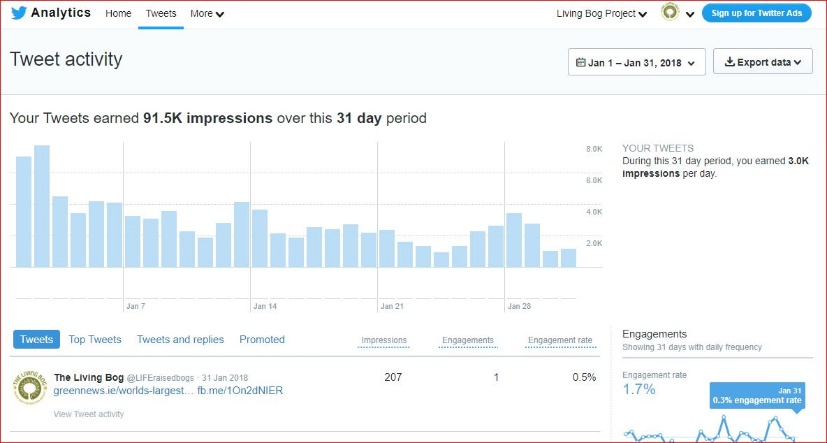 Analytics Home Tweets More Living Bog Project Sign up for Twitter Ads
Tweet activity
Jan 1 – Jan 31, 2018 Export data
Your Tweets earned 91.5K impressions over this 31 day period
8.0K
6.0K
4.0K
2.0K
Jan 7 Jan 14 Jan 21 Jan 28
YOUR TWEETS
During this 31 day period, you earned 3.0K
impressions per day.
Tweets Top Tweets Tweets and replies Promoted Impressions Engagements Engagement rate
THE LIVING BOG
The Living Bog @LIFEraisedbogs · 31 Jan 2018 207 1 0.5%
greennews.ie/worlds-largest... fb.me/1On2dNIER
View Tweet activity
Engagements
Showing 31 days with daily frequency
Engagement rate
1.7%
Jan 31
0.3% engagement rate